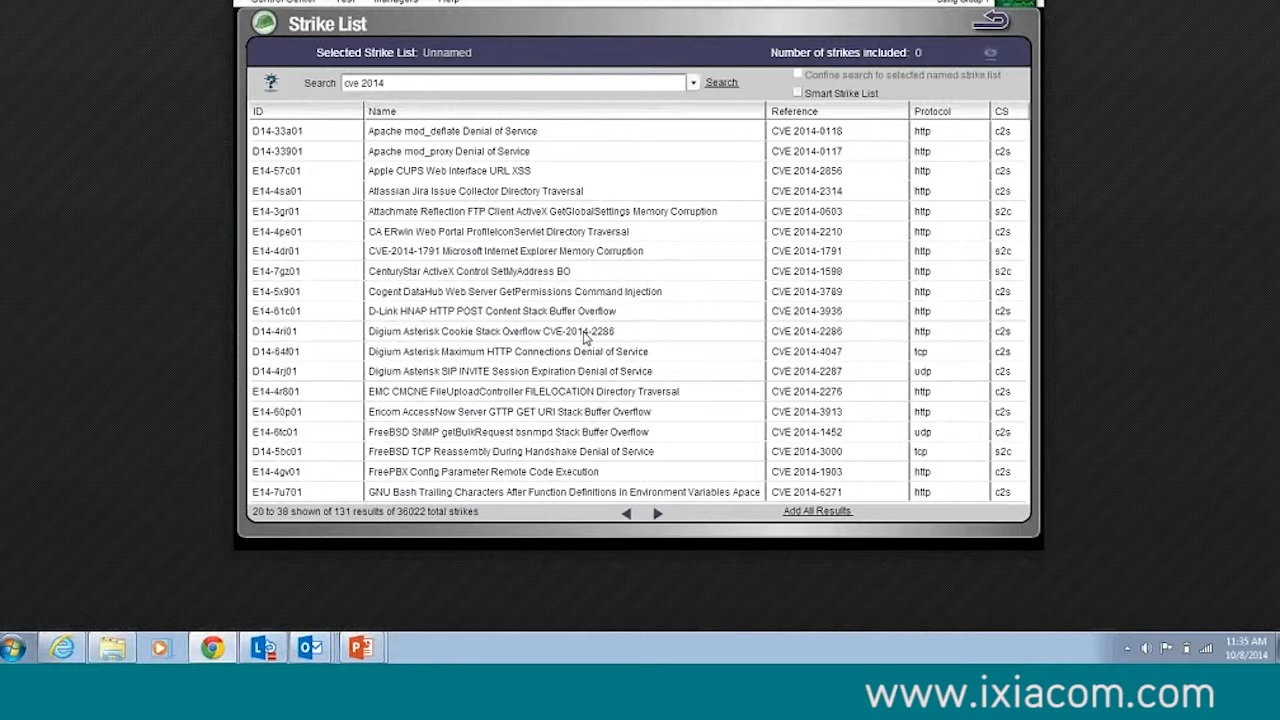 Control Center Test Managers Help
Strike List
Selected Strike List: Unnamed Number of strikes included: 0
Search cve 2014 Search Confine search to selected named strike list
Smart Strike List
ID Name Reference Protocol CS
D14-33a01 Apache mod_deflate Denial of Service CVE 2014-0118 http c2s
D14-33901 Apache mod_proxy Denial of Service CVE 2014-0117 http c2s
E14-57c01 Apple CUPS Web Interface URL XSS CVE 2014-2856 http c2s
E14-4sa01 Atlassian Jira Issue Collector Directory Traversal CVE 2014-2314 http c2s
E14-3gr01 Attachmate Reflection FTP Client ActiveX GetGlobalSettings Memory Corruption CVE 2014-0603 http s2c
E14-4pe01 CA ERwin Web Portal ProfileIconServlet Directory Traversal CVE 2014-2210 http c2s
E14-4dr01 CVE-2014-1791 Microsoft Internet Explorer Memory Corruption CVE 2014-1791 http s2c
E14-7gz01 CenturyStar ActiveX Control SetMyAddress BO CVE 2014-1598 http s2c
E14-5x901 Cogent DataHub Web Server GetPermissions Command Injection CVE 2014-3789 http c2s
E14-61c01 D-Link HNAP HTTP POST Content Stack Buffer Overflow CVE 2014-3936 http c2s
D14-4ri01 Digium Asterisk Cookie Stack Overflow CVE-2014-2286 CVE 2014-2286 http c2s
D14-64f01 Digium Asterisk Maximum HTTP Connections Denial of Service CVE 2014-4047 tcp c2s
D14-4rj01 Digium Asterisk SIP INVITE Session Expiration Denial of Service CVE 2014-2287 udp c2s
E14-4r801 EMC CMCNE FileUploadController FILELOCATION Directory Traversal CVE 2014-2276 http c2s
E14-60p01 Ericom AccessNow Server GTTP GET URI Stack Buffer Overflow CVE 2014-3913 http c2s
E14-6tc01 FreeBSD SNMP getBulkRequest bsnmpd Stack Buffer Overflow CVE 2014-1452 udp c2s
D14-5bc01 FreeBSD TCP Reassembly During Handshake Denial of Service CVE 2014-3000 tcp s2c
E14-4gv01 FreePBX Config Parameter Remote Code Execution CVE 2014-1903 http c2s
E14-7u701 GNU Bash Trailing Characters After Function Definitions in Environment Variables Apace CVE 2014-6271 http c2s
20 to 38 shown of 131 results of 36022 total strikes Add All Results
11:35 AM
10/8/2014
www.ixiacom.com